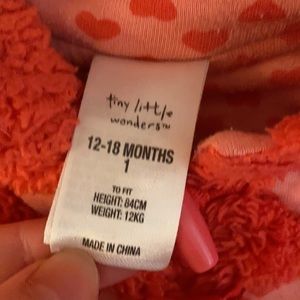 tiny little
wonders™
12-18 MONTHS
1
TO FIT
HEIGHT: 84CM
WEIGHT: 12KG
MADE IN CHINA